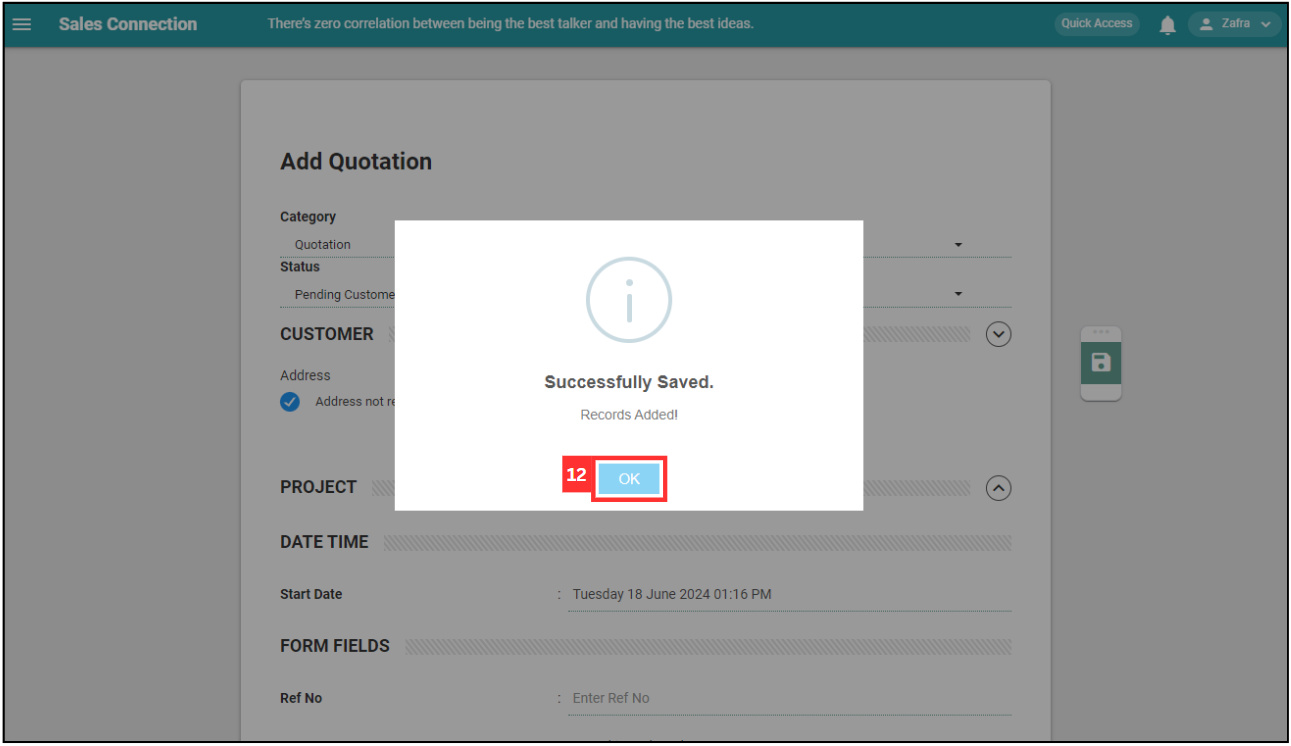 Sales Connection
There's zero correlation between being the best talker and having the best ideas.
Quick Access
Zafra
Add Quotation
Category
Quotation
Status
Pending Custome
CUSTOMER
Address
Address not re
Successfully Saved.
Records Added!
12
OK
PROJECT
DATE TIME
Start Date : Tuesday 18 June 2024 01:16 PM
FORM FIELDS
Ref No : Enter Ref No